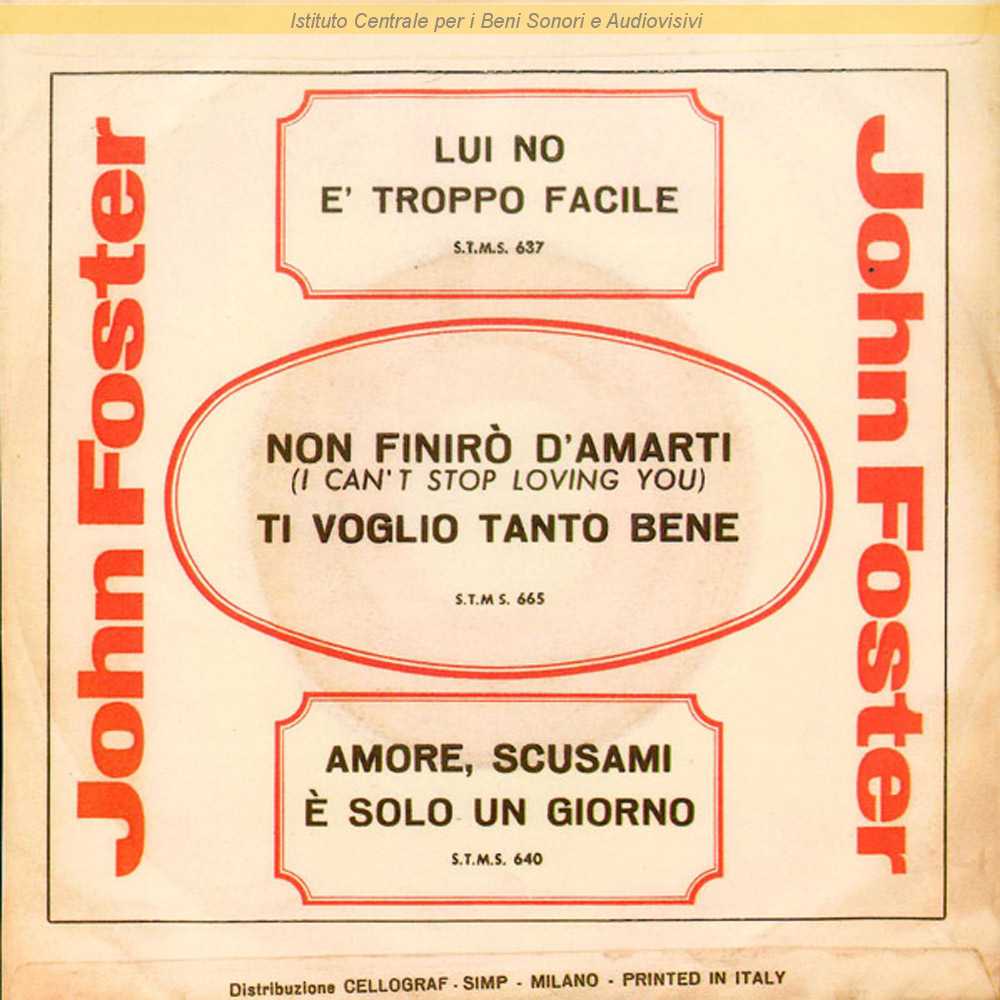 Istituto Centrale per i Beni Sonori e Audiovisivi
John Foster
LUI NO
E' TROPPO FACILE
S.T.M.S. 637
NON FINIRÒ D'AMARTI
(I CAN'T STOP LOVING YOU)
TI VOGLIO TANTO BENE
S.T.M S. 665
AMORE, SCUSAMI
È SOLO UN GIORNO
S.T.M.S. 640
John Foster
Distribuzione CELLOGRAF - SIMP - MILANO - PRINTED IN ITALY